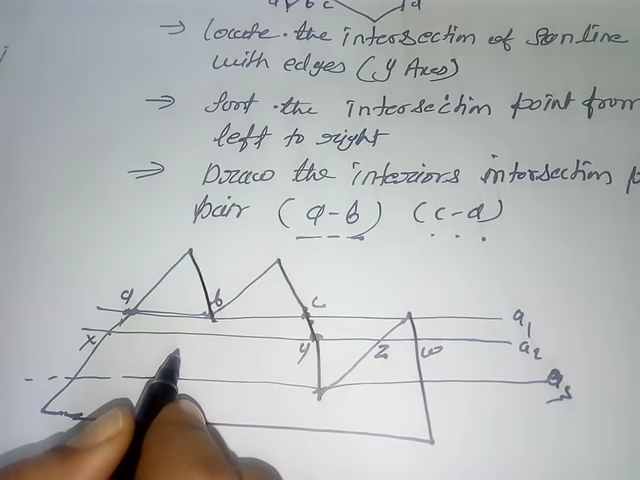 a b c d
→ locate the intersection of scanline
with edges (y Axes)
→ sort the intersection point from
left to right
→ Draw the interiors intersection p
pair (a-b) (c-d)
a b c a1
x y z w a2